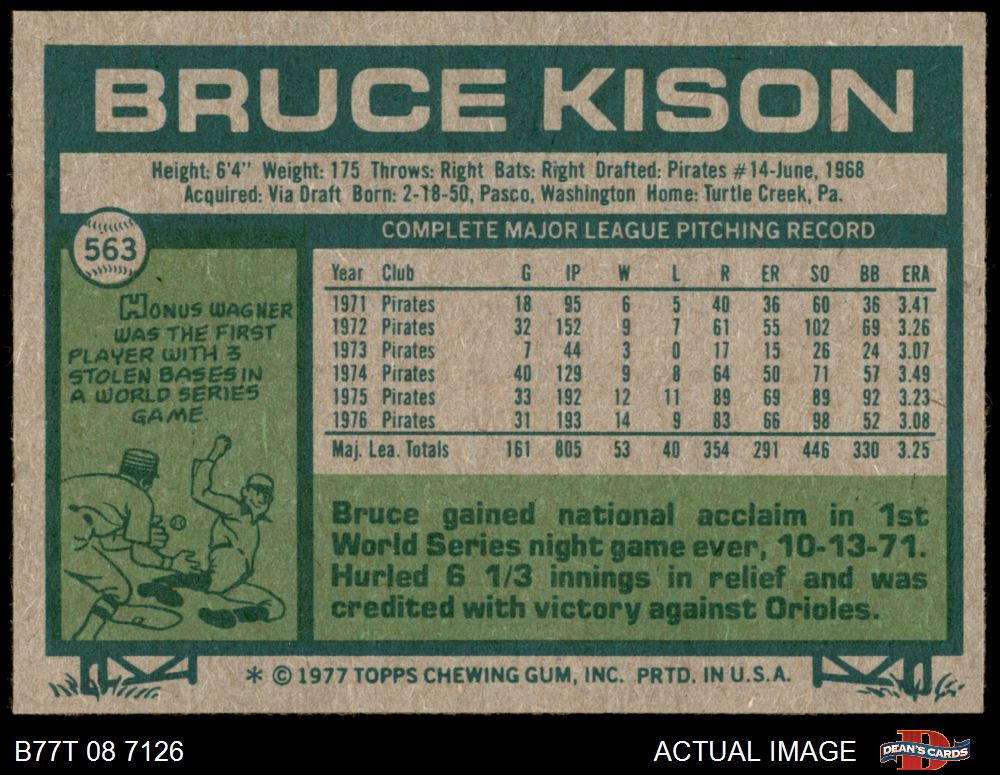 BRUCE KISON
Height: 6'4" Weight: 175 Throws: Right Bats: Right Drafted: Pirates #14-June, 1968
Acquired: Via Draft Born: 2-18-50, Pasco, Washington Home: Turtle Creek, Pa.
563
HONUS WAGNER
WAS THE FIRST
PLAYER WITH 3
STOLEN BASES IN
A WORLD SERIES
GAME.
COMPLETE MAJOR LEAGUE PITCHING RECORD
Year Club G IP W L R ER SO BB ERA
1971 Pirates 18 95 6 5 40 36 60 36 3.41
1972 Pirates 32 152 9 7 61 55 102 69 3.26
1973 Pirates 7 44 3 0 17 15 26 24 3.07
1974 Pirates 40 129 9 8 64 50 71 57 3.49
1975 Pirates 33 192 12 11 89 69 89 92 3.23
1976 Pirates 31 193 14 9 83 66 98 52 3.08
Maj. Lea. Totals 161 805 53 40 354 291 446 330 3.25
Bruce gained national acclaim in 1st
World Series night game ever, 10-13-71.
Hurled 6 1/3 innings in relief and was
credited with victory against Orioles.
* © 1977 TOPPS CHEWING GUM, INC. PRTD. IN U.S.A.
B77T 08 7126
ACTUAL IMAGE
D
DEAN'S CARDS